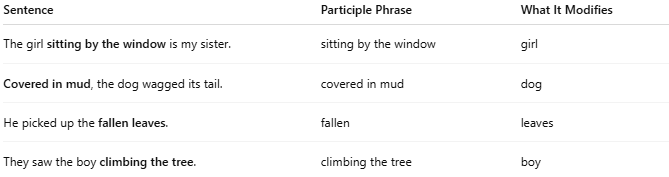 Sentence Participle Phrase What It Modifies
The girl sitting by the window is my sister. sitting by the window girl
Covered in mud, the dog wagged its tail. covered in mud dog
He picked up the fallen leaves. fallen leaves
They saw the boy climbing the tree. climbing the tree boy